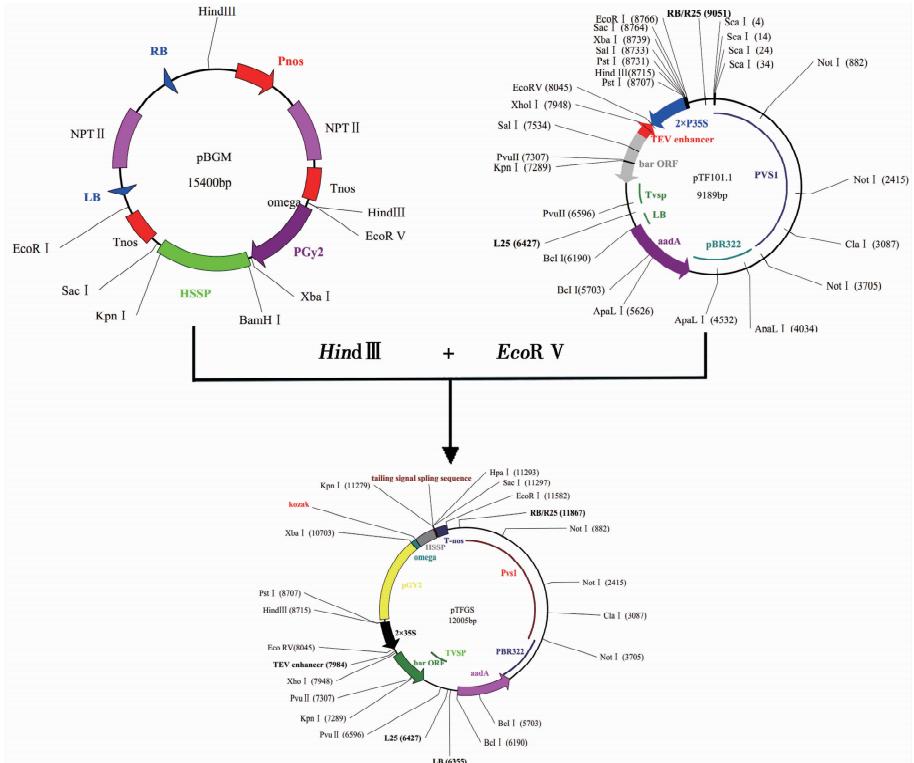 HindⅢ
RB
Pnos
NPTⅡ
NPTⅡ
pBGM
15400bp
LB
Tnos
omega
HindⅢ
EcoR Ⅴ
EcoR Ⅰ
Tnos
PGy2
Sac Ⅰ
HSSP
Xba Ⅰ
Kpn Ⅰ
BamH Ⅰ
EcoR Ⅰ (8766)
RB/R25 (9051)
Sac Ⅰ (8764)
Sca Ⅰ (4)
Xba Ⅰ (8739)
Sca Ⅰ (14)
Sal Ⅰ (8733)
Sca Ⅰ (24)
Pst Ⅰ (8731)
Sca Ⅰ (34)
Hind Ⅲ(8715)
Not Ⅰ (882)
Pst Ⅰ (8707)
EcoRV (8045)
XhoI Ⅰ (7948)
2×P35S
Sal Ⅰ (7534)
TEV enhancer
PvuII (7307)
bar ORF
Kpn Ⅰ (7289)
pTF101.1
PVS1
9189bp
Not Ⅰ (2415)
Tvsp
PvuII (6596)
LB
L25 (6427)
aadA
pBR322
Cla Ⅰ (3087)
Bcl Ⅰ(6190)
Not Ⅰ (3705)
BcⅠ Ⅰ(5703)
ApaL Ⅰ (5626)
ApaL Ⅰ (4532)
ApaL Ⅰ (4034)
HindⅢ + EcoR Ⅴ
Hpa Ⅰ (11293)
tailing signal spling sequence
Sac Ⅰ (11297)
Kpn Ⅰ (11279)
EcoR Ⅰ (11582)
kozak
RB/R25 (11867)
Xba Ⅰ (10703)
T-nos
Not Ⅰ (882)
HSSP
omega
Pvs1
pGY2
Not Ⅰ (2415)
Pst Ⅰ (8707)
HindⅢ (8715)
pTFGS
12005bp
Cla Ⅰ (3087)
2×35S
Eco RV(8045)
TVSP
PBR322
Not Ⅰ (3705)
TEV enhancer (7984)
bar ORF
Xho Ⅰ (7948)
aadA
Pvu Ⅱ (7307)
Kpn Ⅰ (7289)
Bcl Ⅰ (5703)
Pvu Ⅱ (6596)
L25 (6427)
Bcl Ⅰ (6190)
LB (6355)